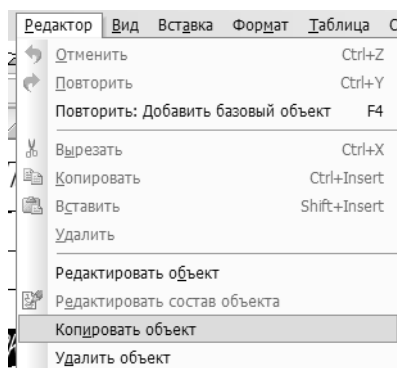 Редактор Вид Вставка Формат Таблица С
Отменить Ctrl+Z
Повторить Ctrl+Y
Повторить: Добавить базовый объект F4
Вырезать Ctrl+X
Копировать Ctrl+Insert
Вставить Shift+Insert
Удалить
Редактировать объект
Редактировать состав объекта
Копировать объект
Удалить объект